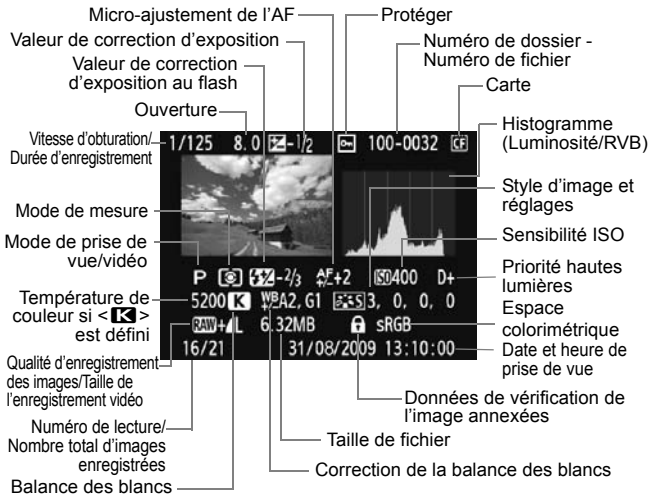 Micro-ajustement de l'AF
Protéger
Valeur de correction d'exposition
Numéro de dossier -
Numéro de fichier
Valeur de correction
d'exposition au flash
Carte
Ouverture
Histogramme
(Luminosité/RVB)
Vitesse d'obturation/
Durée d'enregistrement
1/125 8.0 -1/2 100-0032 CF
Style d'image et
réglages
Mode de mesure
Sensibilité ISO
Mode de prise de
vue/vidéo
P -2/3 AF+2 ISO400 D+
Priorité hautes
lumières
Température de
couleur si <K>
est défini
5200 K WBA2, G1 S 3, 0, 0, 0
Espace
colorimétrique
RAW+L 6.32MB sRGB
16/21 31/08/2009 13:10:00
Date et heure de
prise de vue
Qualité d'enregistrement
des images/Taille de
l'enregistrement vidéo
Données de vérification de
l'image annexées
Numéro de lecture/
Nombre total d'images
enregistrées
Taille de fichier
Correction de la balance des blancs
Balance des blancs